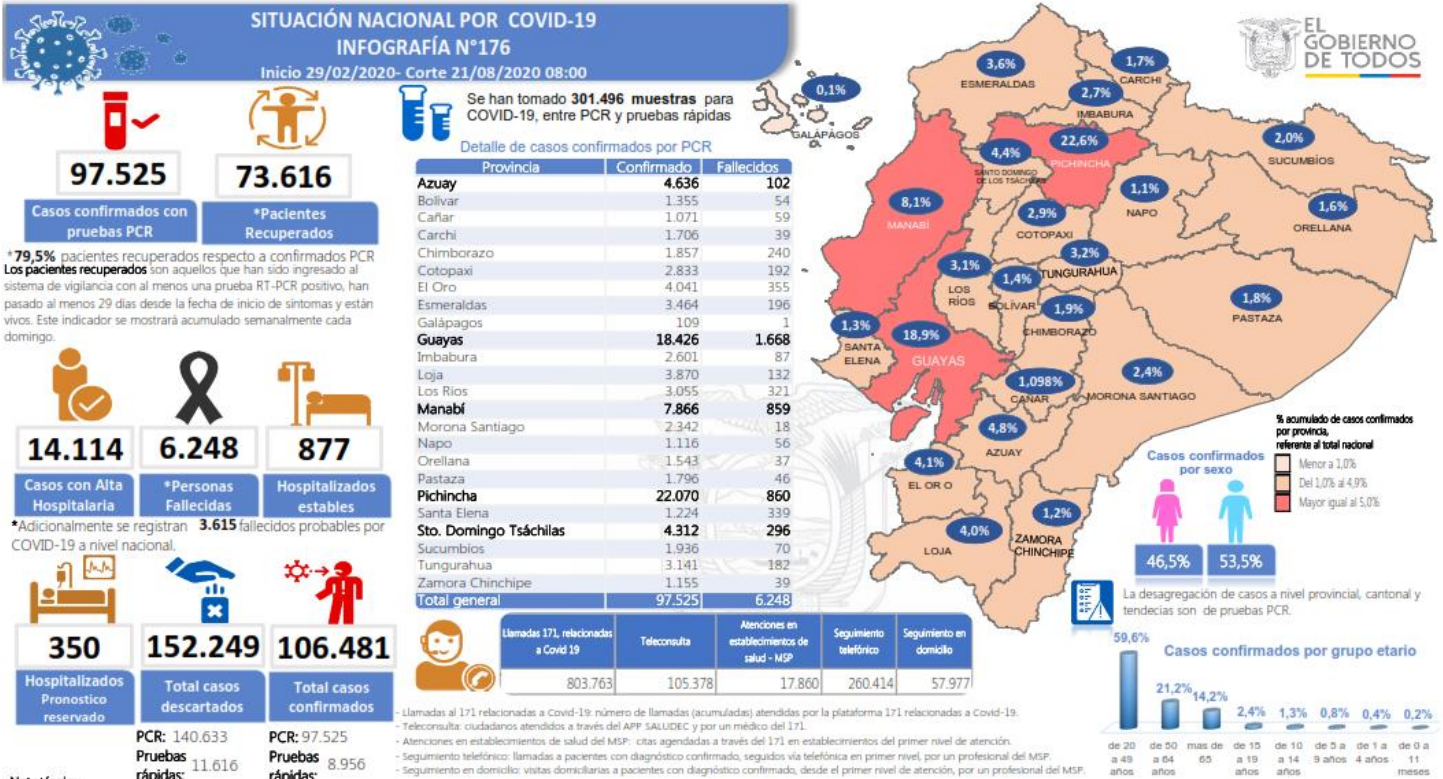 SITUACIÓN NACIONAL POR COVID-19
INFOGRAFÍA N°176
Inicio 29/02/2020- Corte 21/08/2020 08:00
EL
GOBIERNO
DE TODOS
97.525
Casos confirmados con
pruebas PCR
73.616
*Pacientes
Recuperados
*79,5% pacientes recuperados respecto a confirmados PCR
Los pacientes recuperados son aquellos que han sido ingresado al
sistema de vigilancia con al menos una prueba RT-PCR positivo, han
pasado al menos 29 días desde la fecha de inicio de sintomas y están
vivos. Este indicador se mostrará acumulado semanalmente cada
domingo.
14.114
Casos con Alta
Hospitalaria
6.248
*Personas
Fallecidas
877
Hospitalizados
estables
*Adicionalmente se registran 3.615 fallecidos probables por
COVID-19 a nivel nacional.
350
Hospitalizados
Pronostico
reservado
152.249
Total casos
descartados
PCR: 140.633
Pruebas
rápidas: 11.616
106.481
Total casos
confirmados
PCR: 97.525
Pruebas
rápidas: 8.956
Se han tomado 301.496 muestras para
COVID-19, entre PCR y pruebas rápidas
Detalle de casos confirmados por PCR
Provincia Confirmado Fallecidos
Azuay 4.636 102
Bolívar 1.355 54
Cañar 1.071 59
Carchi 1.706 39
Chimborazo 1.857 240
Cotopaxi 2.833 192
El Oro 4.041 355
Esmeraldas 3.464 196
Galápagos 109 1
Guayas 18.426 1.668
Imbabura 2.601 87
Loja 3.870 132
Los Ríos 3.055 321
Manabí 7.866 859
Morona Santiago 2.342 18
Napo 1.116 56
Orellana 1.543 37
Pastaza 1.796 46
Pichincha 22.070 860
Santa Elena 1.224 339
Sto. Domingo Tsáchilas 4.312 296
Sucumbíos 1.936 70
Tungurahua 3.141 182
Zamora Chinchipe 1.155 39
Total general 97.525 6.248
Llamadas 171, relacionadas
a Covid 19
803.763
Teleconsulta
105.378
Atenciones en
establecimientos de
salud - MSP
17.860
Seguimiento
telefónico
260.414
Seguimiento en
domicilio
57.977
- Llamadas al 171 relacionadas a Covid-19: número de llamadas (acumuladas) atendidas por la plataforma 171 relacionadas a Covid-19.
- Teleconsulta: ciudadanos atendidos a través del APP SALUDEC y por un médico del 171.
- Atenciones en establecimientos de salud del MSP: citas agendadas a través del 171 en establecimientos del primer nivel de atención.
- Seguimiento telefónico: llamadas a pacientes con diagnóstico confirmado, seguidos vía telefónica en primer nivel, por un profesional del MSP.
- Seguimiento en domicilio: visitas domiciliarias a pacientes con diagnóstico confirmado, desde el primer nivel de atención, por un profesional del MSP.
0,1%
GALÁPAGOS
3,6%
ESMERALDAS
1,7%
CARCHI
2,7%
IMBABURA
22,6%
PICHINCHA
4,4%
SANTO DOMINGO
DE LOS TSÁCHILAS
2,0%
SUCUMBÍOS
8,1%
MANABÍ
1,1%
NAPO
1,6%
ORELLANA
2,9%
COTOPAXI
3,2%
TUNGURAHUA
3,1%
LOS
RÍOS
1,4%
BOLÍVAR
1,9%
CHIMBORAZO
1,8%
PASTAZA
1,3%
SANTA
ELENA
18,9%
GUAYAS
1,098%
CAÑAR
2,4%
MORONA SANTIAGO
4,8%
AZUAY
4,1%
EL OR O
4,0%
LOJA
1,2%
ZAMORA
CHINCHIPE
% acumulado de casos confirmados
por provincia,
referente al total nacional
Menor a 1,0%
Del 1,0% al 4,9%
Mayor igual al 5,0%
Casos confirmados
por sexo
46,5% 53,5%
La desagregación de casos a nivel provincial, cantonal y
tendecias son de pruebas PCR.
Casos confirmados por grupo etario
59,6% 21,2% 14,2% 2,4% 1,3% 0,8% 0,4% 0,2%
de 20 a 49 años
de 50 a 64 años
mas de 65
de 15 a 19 años
de 10 a 14 años
de 5 a 9 años
de 1 a 4 años
de 0 a 11 meses